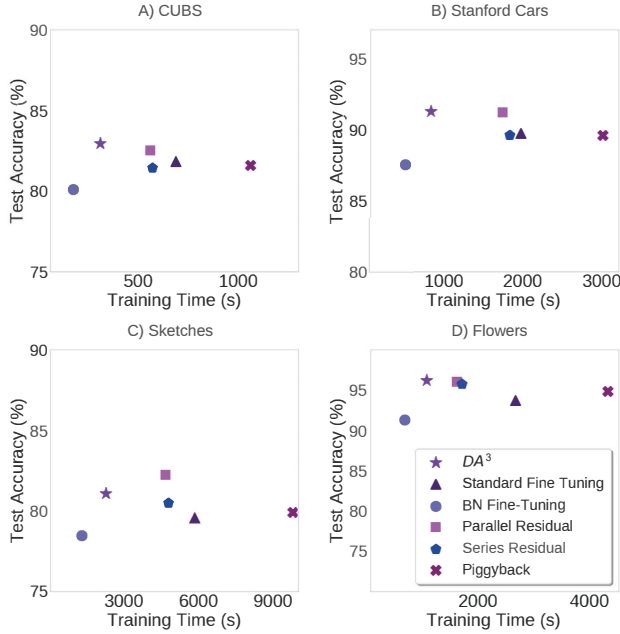 A) CUBS
Test Accuracy (%)
90
85
80
75
500 1000
Training Time (s)
B) Stanford Cars
Test Accuracy (%)
95
90
85
80
1000 2000 3000
Training Time (s)
C) Sketches
Test Accuracy (%)
90
85
80
75
3000 6000 9000
Training Time (s)
D) Flowers
Test Accuracy (%)
95
90
85
80
75
2000 4000
Training Time (s)
DA³
Standard Fine Tuning
BN Fine-Tuning
Parallel Residual
Series Residual
Piggyback